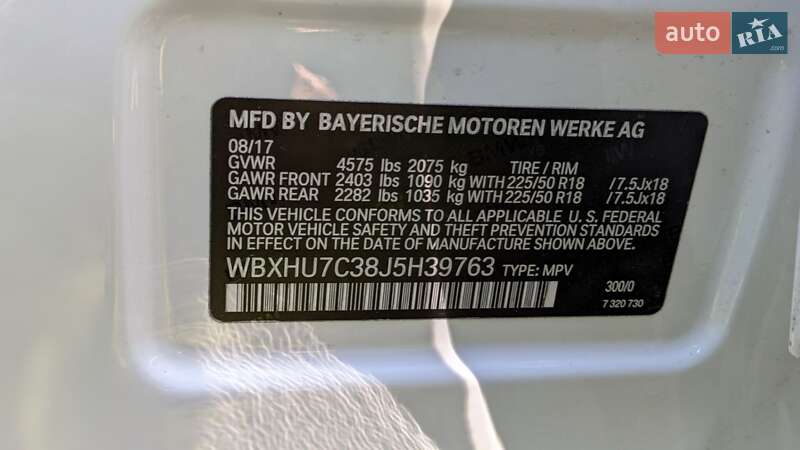 auto RIA .com
MFD BY BAYERISCHE MOTOREN WERKE AG
08/17
GVWR 4575 lbs 2075 kg TIRE / RIM
GAWR FRONT 2403 lbs 1090 kg WITH 225/50 R18 /7.5Jx18
GAWR REAR 2282 lbs 1035 kg WITH 225/50 R18 /7.5Jx18
THIS VEHICLE CONFORMS TO ALL APPLICABLE U. S. FEDERAL
MOTOR VEHICLE SAFETY AND THEFT PREVENTION STANDARDS
IN EFFECT ON THE DATE OF MANUFACTURE SHOWN ABOVE.
WBXHU7C38J5H39763 TYPE: MPV
300/0
7 320 730